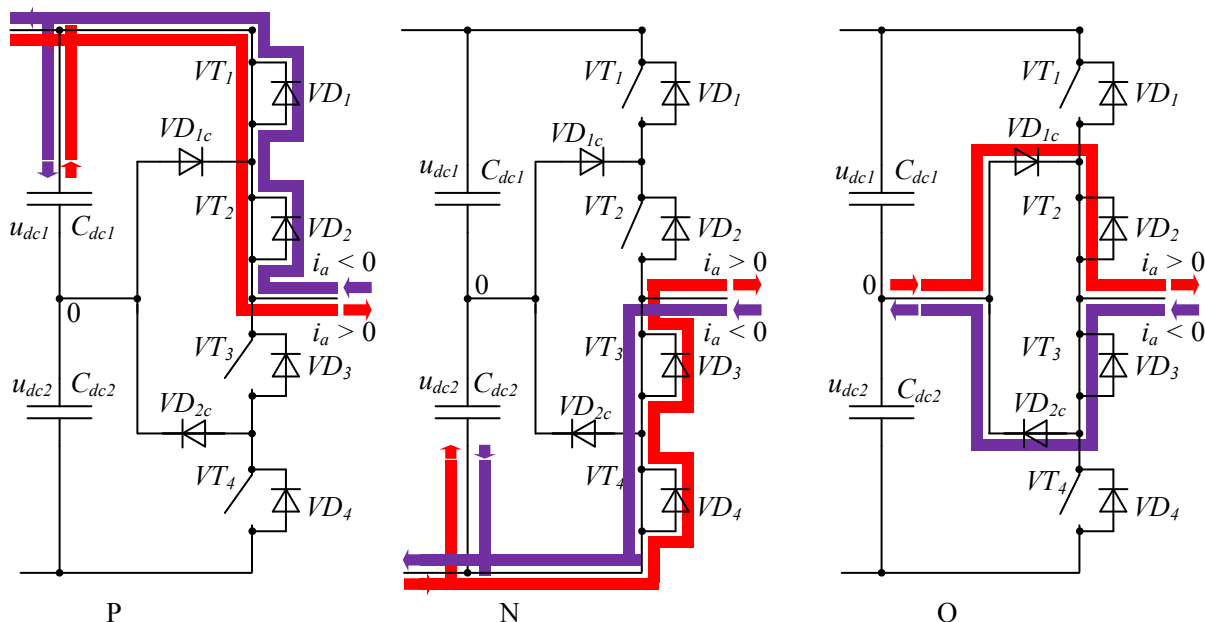 VT1
VD1
VD1c
udc1
Cdc1
VT2
VD2
ia < 0
0
ia > 0
VT3
VD3
udc2
Cdc2
VD2c
VT4
VD4
P
VT1
VD1
VD1c
udc1
Cdc1
VT2
VD2
ia > 0
0
ia < 0
VT3
VD3
udc2
Cdc2
VD2c
VT4
VD4
N
VT1
VD1
VD1c
udc1
Cdc1
VT2
VD2
ia > 0
0
ia < 0
VT3
VD3
udc2
Cdc2
VD2c
VT4
VD4
O